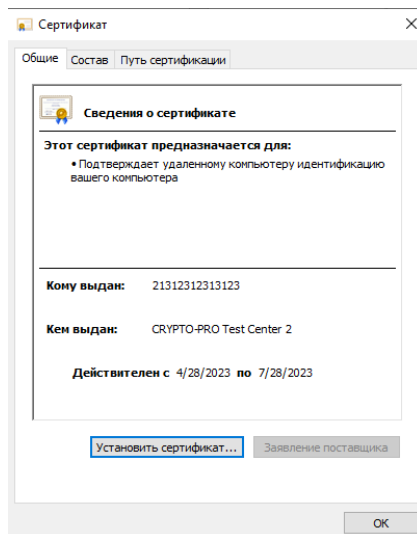 Сертификат
Общие Состав Путь сертификации
Сведения о сертификате
Этот сертификат предназначается для:
• Подтверждает удаленному компьютеру идентификацию
вашего компьютера
Кому выдан: 21312312313123
Кем выдан: CRYPTO-PRO Test Center 2
Действителен с 4/28/2023 по 7/28/2023
Установить сертификат... Заявление поставщика
ОК